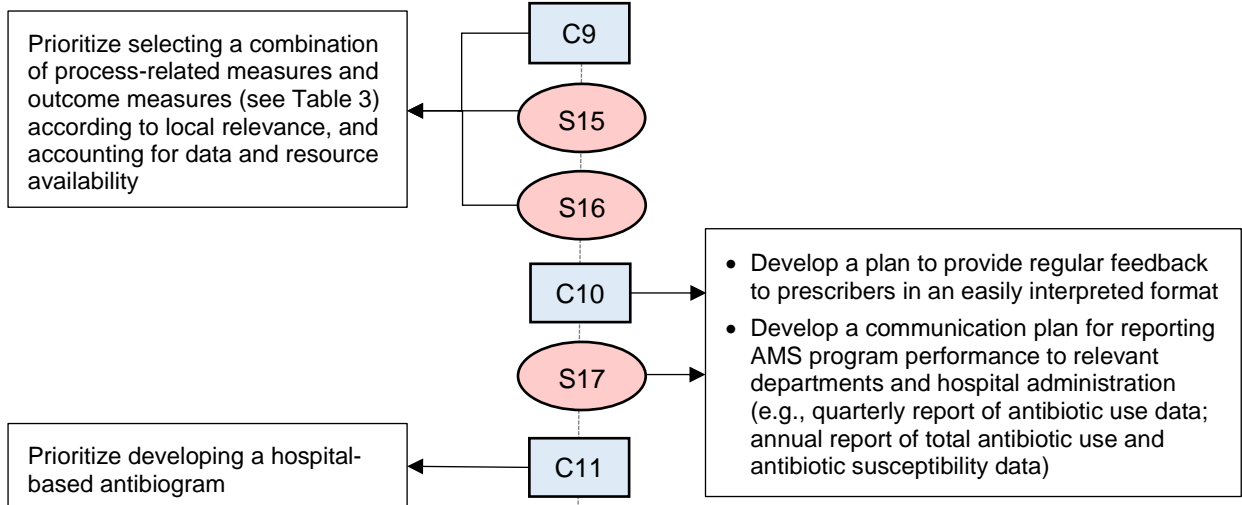 Prioritize selecting a combination
of process-related measures and
outcome measures (see Table 3)
according to local relevance, and
accounting for data and resource
availability
C9
S15
S16
C10
• Develop a plan to provide regular feedback
to prescribers in an easily interpreted format
• Develop a communication plan for reporting
AMS program performance to relevant
departments and hospital administration
(e.g., quarterly report of antibiotic use data;
annual report of total antibiotic use and
antibiotic susceptibility data)
S17
Prioritize developing a hospital-
based antibiogram
C11